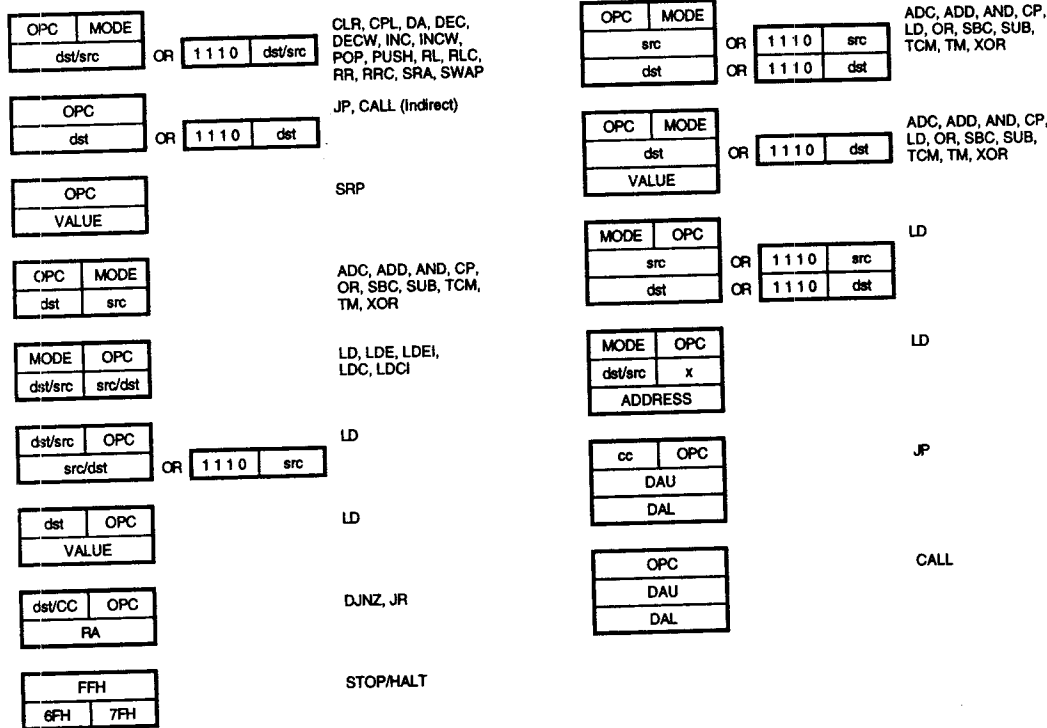 OPC MODE
dst/src OR 1110 dst/src
CLR, CPL, DA, DEC,
DECW, INC, INCW,
POP, PUSH, RL, RLC,
RR, RRC, SRA, SWAP
OPC
dst OR 1110 dst
JP, CALL (Indirect)
OPC
VALUE
SRP
OPC MODE
dst src
ADC, ADD, AND, CP,
OR, SBC, SUB, TCM,
TM, XOR
MODE OPC
dst/src src/dst
LD, LDE, LDEI,
LDC, LDCI
dst/src OPC
src/dst OR 1110 src
LD
dst OPC
VALUE
LD
dst/CC OPC
RA
DJNZ, JR
FFH
6FH 7FH
STOP/HALT
OPC MODE
src OR 1110 src
dst OR 1110 dst
ADC, ADD, AND, CP,
LD, OR, SBC, SUB,
TCM, TM, XOR
OPC MODE
dst OR 1110 dst
VALUE
ADC, ADD, AND, CP,
LD, OR, SBC, SUB,
TCM, TM, XOR
MODE OPC
src OR 1110 src
dst OR 1110 dst
LD
MODE OPC
dst/src x
ADDRESS
LD
cc OPC
DAU
DAL
JP
OPC
DAU
DAL
CALL